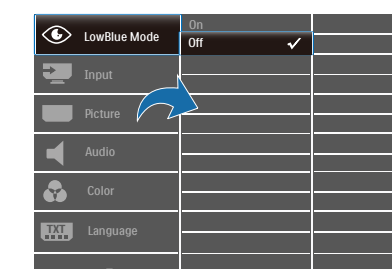 LowBlue Mode
On
Off
Input
Picture
Audio
Color
TXT
Language